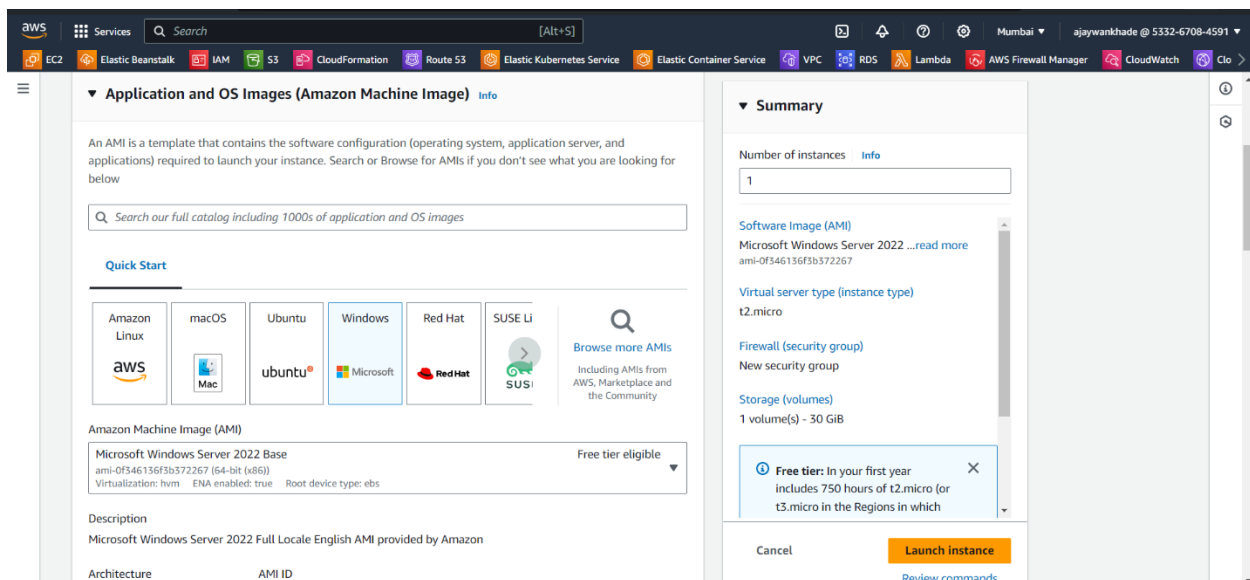 aws
Services
Search
[Alt+S]
Mumbai ▼
ajaywankhade @ 5332-6708-4591 ▼
EC2
Elastic Beanstalk
IAM
S3
CloudFormation
Route 53
Elastic Kubernetes Service
Elastic Container Service
VPC
RDS
Lambda
AWS Firewall Manager
CloudWatch
Clo
▼ Application and OS Images (Amazon Machine Image) Info
An AMI is a template that contains the software configuration (operating system, application server, and
applications) required to launch your instance. Search or Browse for AMIs if you don't see what you are looking for
below
Search our full catalog including 1000s of application and OS images
Quick Start
Amazon
Linux
aws
macOS
Mac
Ubuntu
ubuntu®
Windows
Microsoft
Red Hat
Red Hat
SUSE Li
SUS
Browse more AMIs
Including AMIs from
AWS, Marketplace and
the Community
Amazon Machine Image (AMI)
Microsoft Windows Server 2022 Base
Free tier eligible
ami-0f346136f3b372267 (64-bit (x86))
Virtualization: hvm ENA enabled: true Root device type: ebs
Description
Microsoft Windows Server 2022 Full Locale English AMI provided by Amazon
Architecture
AMI ID
▼ Summary
Number of instances Info
1
Software Image (AMI)
Microsoft Windows Server 2022 ...read more
ami-0f346136f3b372267
Virtual server type (instance type)
t2.micro
Firewall (security group)
New security group
Storage (volumes)
1 volume(s) - 30 GiB
Free tier: In your first year
includes 750 hours of t2.micro (or
t3.micro in the Regions in which
Cancel
Launch instance
Review commands